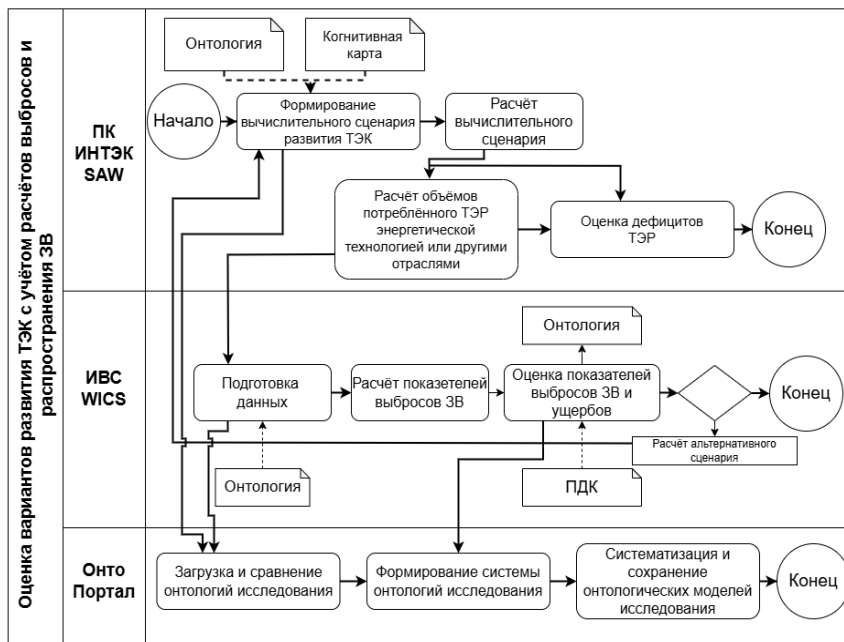 Оценка вариантов развития ТЭК с учётом расчётов выбросов и
распространения ЗВ
ПК
ИНТЭК
SAW
Онтология
Когнитивная
карта
Начало
Формирование
вычислительного сценария
развития ТЭК
Расчёт
вычислительного
сценария
Расчёт объёмов
потреблённого ТЭР
энергетической
технологией или другими
отраслями
Оценка дефицитов
ТЭР
Конец
ИВС
WICS
Онтология
Подготовка
данных
Расчёт показетелей
выбросов ЗВ
Оценка показателей
выбросов ЗВ и
ущербов
Конец
Расчёт альтернативного
сценария
Онтология
ПДК
Онто
Портал
Загрузка и сравнение
онтологий исследования
Формирование системы
онтологий исследования
Систематизация и
сохранение
онтологических моделей
исследования
Конец